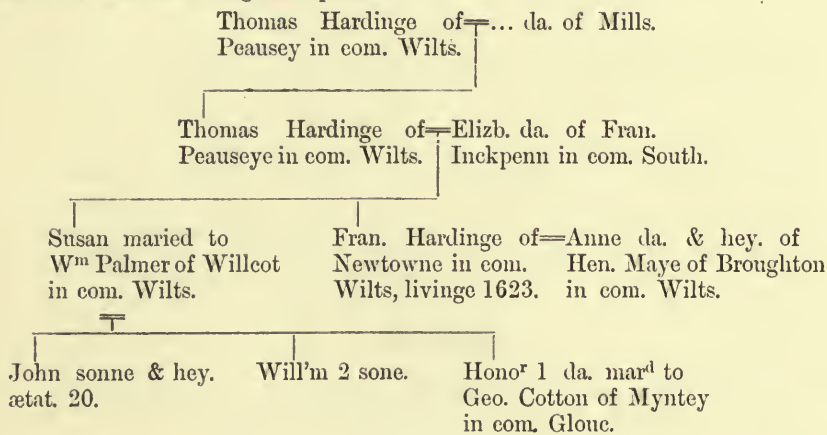 Thomas Hardinge of=... da. of Mills.
Peausey in com. Wilts.
Thomas Hardinge of=Elizb. da. of Fran.
Peauseye in com. Wilts. Inckpenn in com. South.
Susan maried to Fran. Hardinge of=Anne da. & hey. of
Wᵐ Palmer of Willcot Newtowne in com. Hen. Maye of Broughton
in com. Wilts. Wilts, livinge 1623. in com. Wilts.
John sonne & hey. Will'm 2 sone. Honoʳ 1 da. marᵈ to
ætat. 20. Geo. Cotton of Myntey
in com. Glouc.